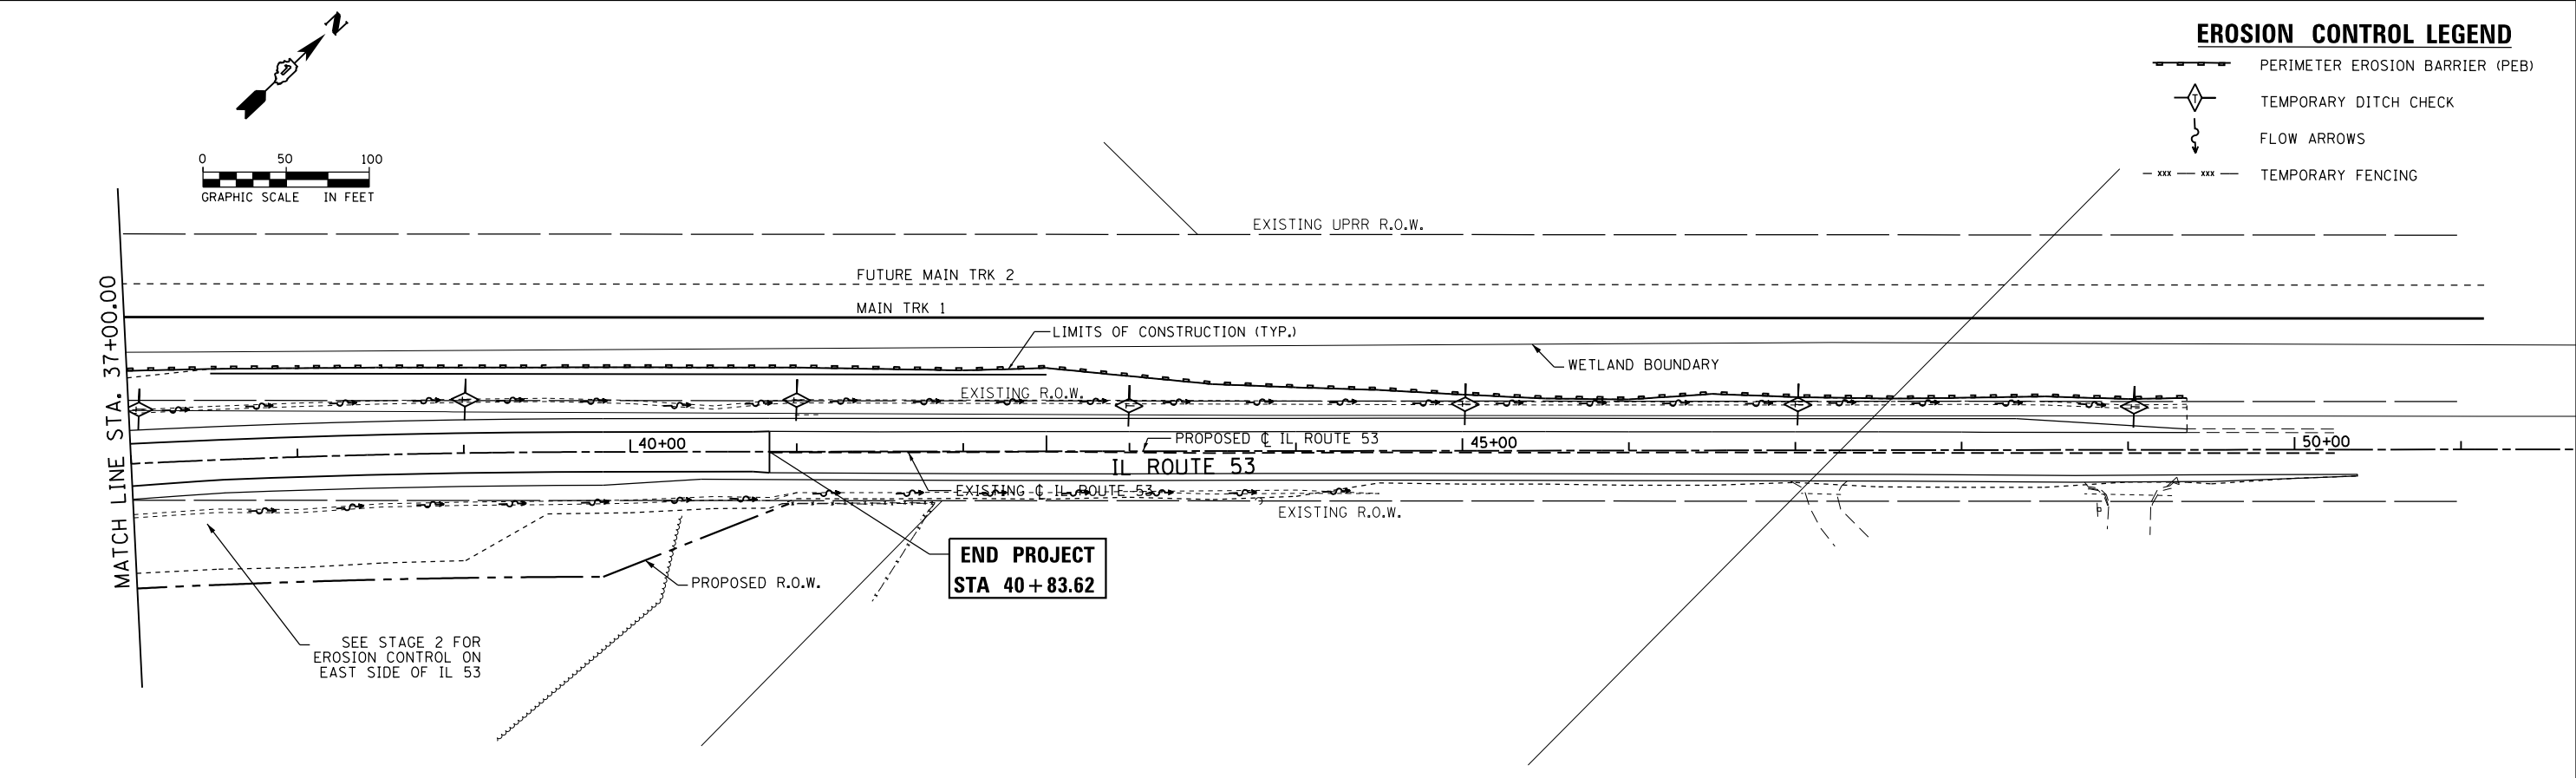 N
EROSION CONTROL LEGEND
PERIMETER EROSION BARRIER (PEB)
T
TEMPORARY DITCH CHECK
FLOW ARROWS
xxx xxx
TEMPORARY FENCING
0 50 100
GRAPHIC SCALE IN FEET
EXISTING UPRR R.O.W.
FUTURE MAIN TRK 2
MAIN TRK 1
LIMITS OF CONSTRUCTION (TYP.)
WETLAND BOUNDARY
EXISTING R.O.W.
MATCH LINE STA. 37+00.00
40+00
PROPOSED ℄ IL ROUTE 53
45+00
50+00
IL ROUTE 53
EXISTING ℄ IL ROUTE 53
EXISTING R.O.W.
END PROJECT
STA 40+83.62
PROPOSED R.O.W.
SEE STAGE 2 FOR
EROSION CONTROL ON
EAST SIDE OF IL 53